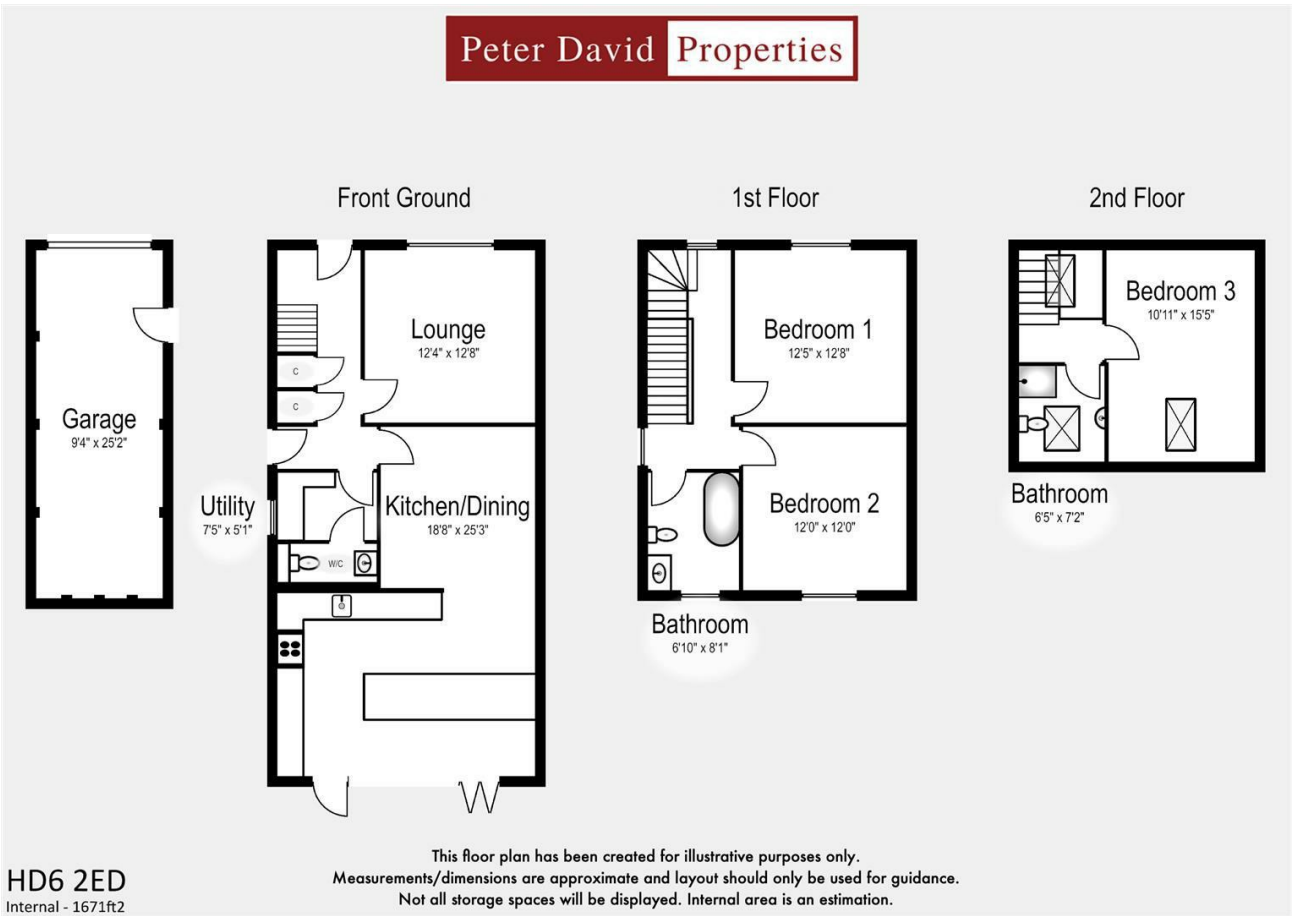 Peter David Properties
Front Ground
1st Floor
2nd Floor
Garage
9'4" x 25'2"
Lounge
12'4" x 12'8"
C
C
Utility
7'5" x 5'1"
W/C
Kitchen/Dining
18'8" x 25'3"
Bedroom 1
12'5" x 12'8"
Bedroom 2
12'0" x 12'0"
Bathroom
6'10" x 8'1"
Bedroom 3
10'11" x 15'5"
Bathroom
6'5" x 7'2"
HD6 2ED
Internal - 1671ft2
This floor plan has been created for illustrative purposes only.
Measurements/dimensions are approximate and layout should only be used for guidance.
Not all storage spaces will be displayed. Internal area is an estimation.